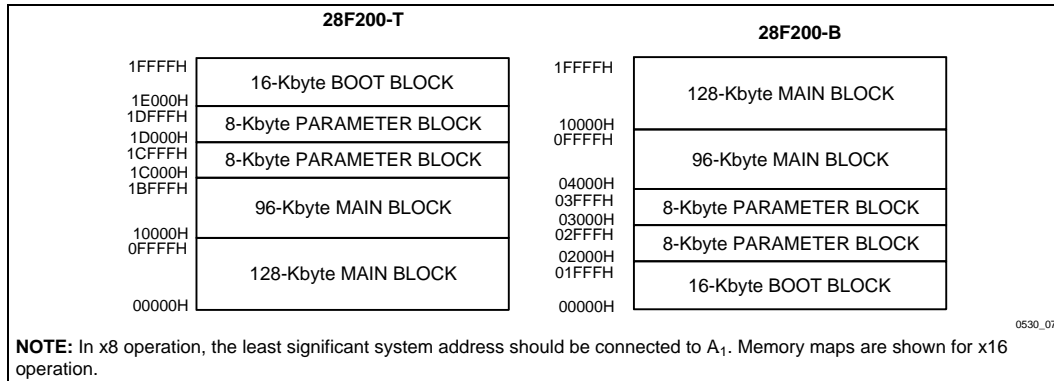 28F200-T
1FFFFH
16-Kbyte BOOT BLOCK
1E000H
1DFFFH
8-Kbyte PARAMETER BLOCK
1D000H
1CFFFH
8-Kbyte PARAMETER BLOCK
1C000H
1BFFFH
96-Kbyte MAIN BLOCK
10000H
0FFFFH
128-Kbyte MAIN BLOCK
00000H
28F200-B
1FFFFH
128-Kbyte MAIN BLOCK
10000H
0FFFFH
96-Kbyte MAIN BLOCK
04000H
03FFFH
8-Kbyte PARAMETER BLOCK
03000H
02FFFH
8-Kbyte PARAMETER BLOCK
02000H
01FFFH
16-Kbyte BOOT BLOCK
00000H
0530_07
NOTE: In x8 operation, the least significant system address should be connected to A₁. Memory maps are shown for x16
operation.